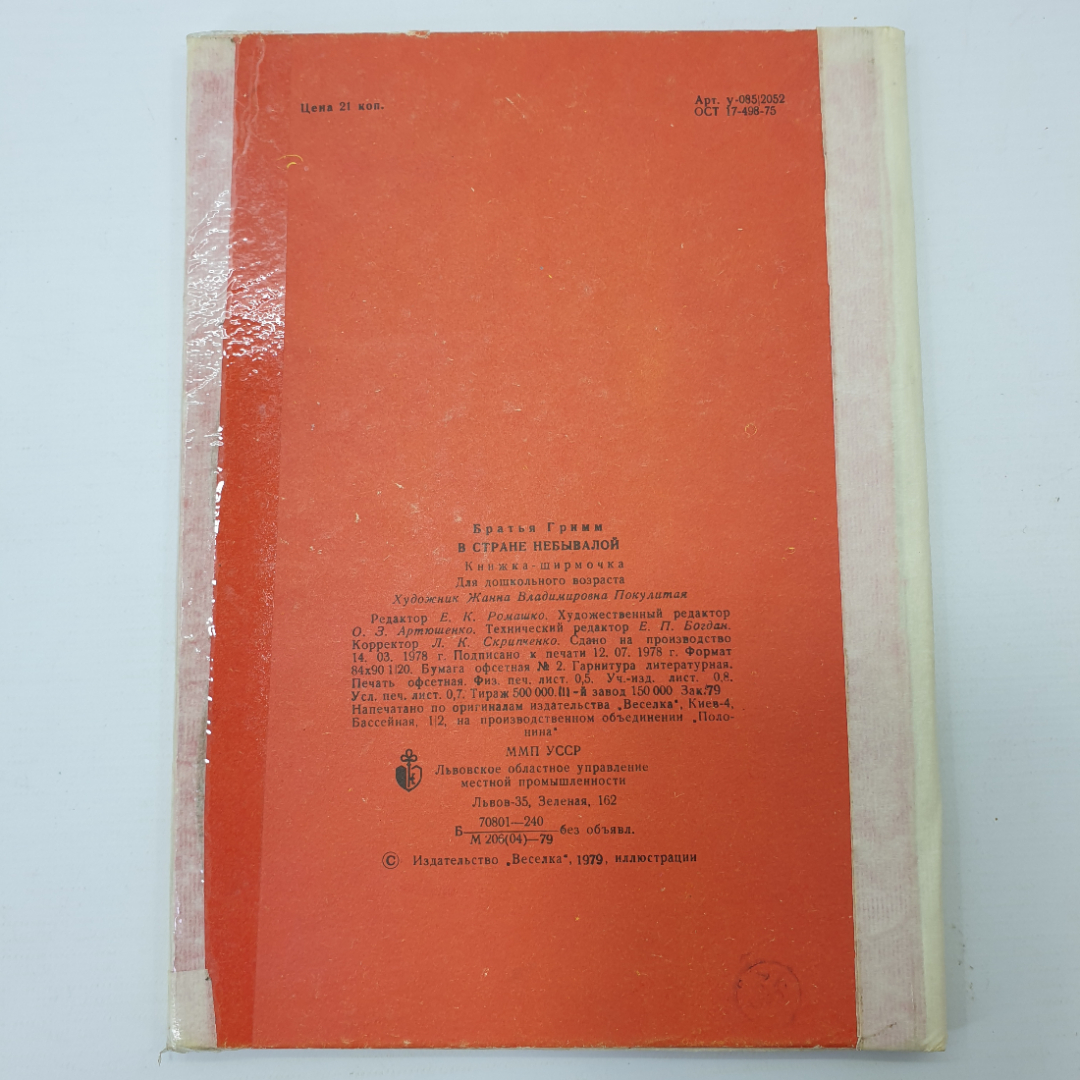 Цена 21 коп.
Арт. у-085|2052
ОСТ 17-498-75
Братья Гримм
В СТРАНЕ НЕБЫВАЛОЙ
Книжка-ширмочка
Для дошкольного возраста
Художник Жанна Владимировна Покулитая
Редактор Е. К. Ромашко. Художественный редактор
О. З. Артюшенко. Технический редактор Е. П. Богдан.
Корректор Л. К. Скрипченко. Сдано на производство
14. 03. 1978 г. Подписано к печати 12. 07. 1978 г. Формат
84х90 1|20. Бумага офсетная № 2. Гарнитура литературная.
Печать офсетная. Физ. печ. лист. 0,5. Уч.-изд. лист. 0,8.
Усл. печ. лист. 0,7. Тираж 500 000. (II)-й завод 150 000 Зак.79
Напечатано по оригиналам издательства „Веселка“, Киев-4,
Бассейная, 1|2, на производственном объединении „Поло-
нина“
ММП УССР
Львовское областное управление
местной промышленности
Львов-35, Зеленая, 162
70801—240
Б без объявл.
М 206(04)—79
© Издательство „Веселка“, 1979, иллюстрации